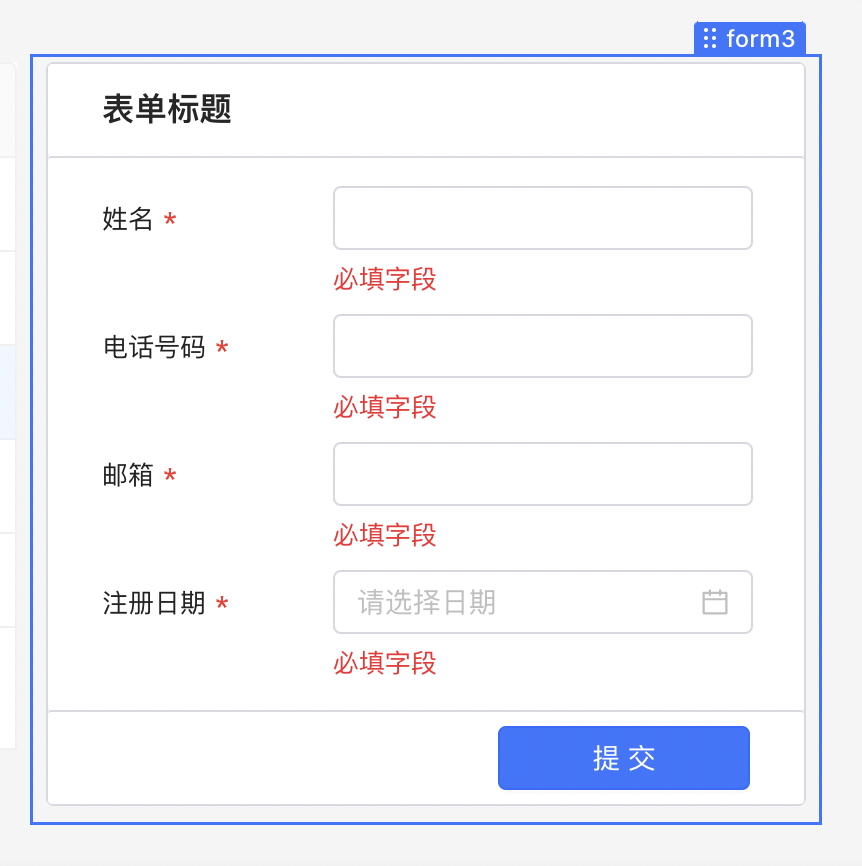 form3
表单标题
姓名 *
必填字段
电话号码 *
必填字段
邮箱 *
必填字段
注册日期 *
请选择日期
必填字段
提 交